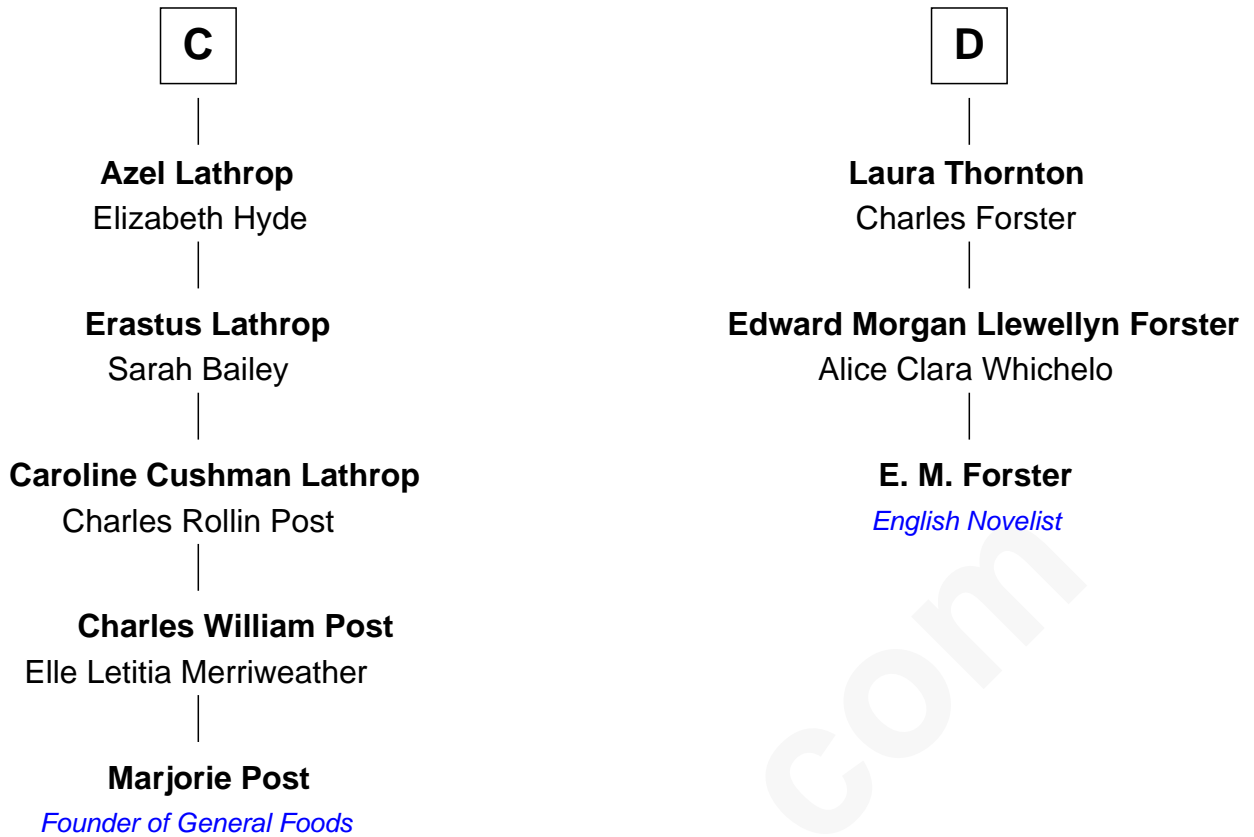 C
Azel Lathrop
Elizabeth Hyde
Erastus Lathrop
Sarah Bailey
Caroline Cushman Lathrop
Charles Rollin Post
Charles William Post
Elle Letitia Merriweather
Marjorie Post
Founder of General Foods
D
Laura Thornton
Charles Forster
Edward Morgan Llewellyn Forster
Alice Clara Whichelo
E. M. Forster
English Novelist
com